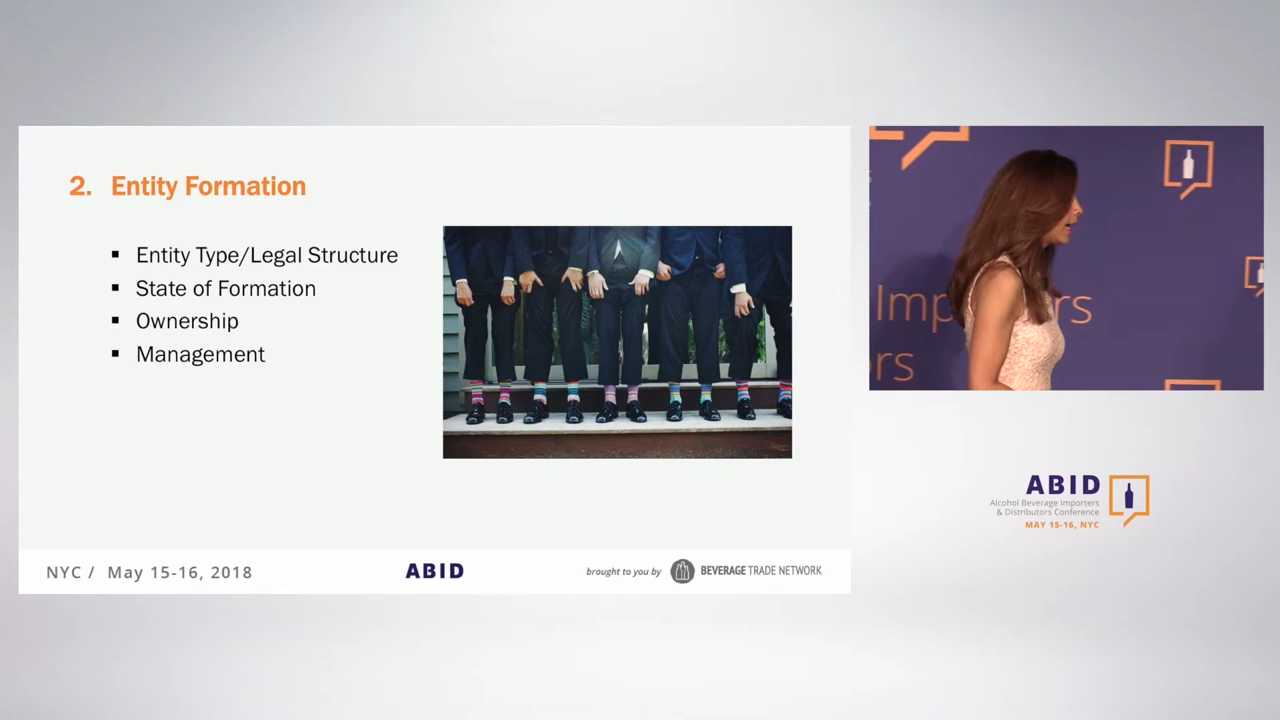 2. Entity Formation
▪ Entity Type/Legal Structure
▪ State of Formation
▪ Ownership
▪ Management
NYC / May 15-16, 2018
ABID
brought to you by
BEVERAGE TRADE NETWORK
ABID
Alcohol Beverage Importers
& Distributors Conference
MAY 15-16, NYC